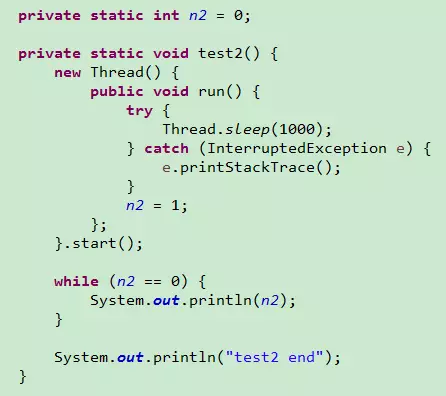 private static int n2 = 0;

private static void test2() {
    new Thread() {
        public void run() {
            try {
                Thread.sleep(1000);
            } catch (InterruptedException e) {
                e.printStackTrace();
            }
            n2 = 1;
        };
    }.start();

    while (n2 == 0) {
        System.out.println(n2);
    }

    System.out.println("test2 end");
}